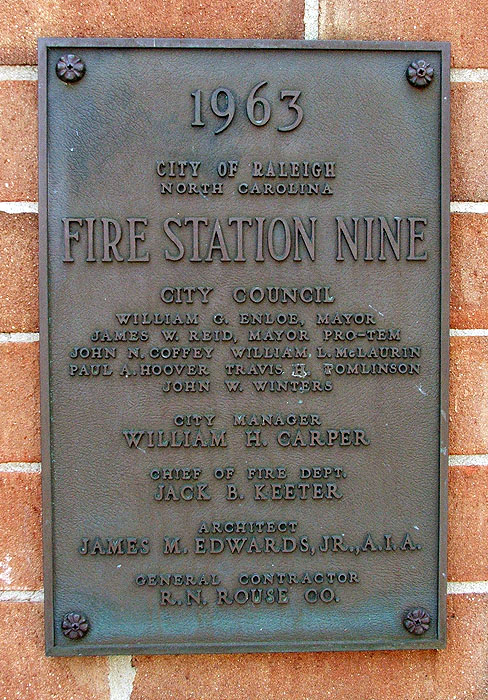 1963
CITY OF RALEIGH
NORTH CAROLINA
FIRE STATION NINE
CITY COUNCIL
WILLIAM G. ENLOE, MAYOR
JAMES W. REID, MAYOR PRO-TEM
JOHN N. COFFEY WILLIAM. L. McLAURIN
PAUL A. HOOVER TRAVIS H. TOMLINSON
JOHN W. WINTERS
CITY MANAGER
WILLIAM H. CARPER
CHIEF OF FIRE DEPT.
JACK B. KEETER
ARCHITECT
JAMES M. EDWARDS, JR., A.I.A.
GENERAL CONTRACTOR
R. N. ROUSE CO.